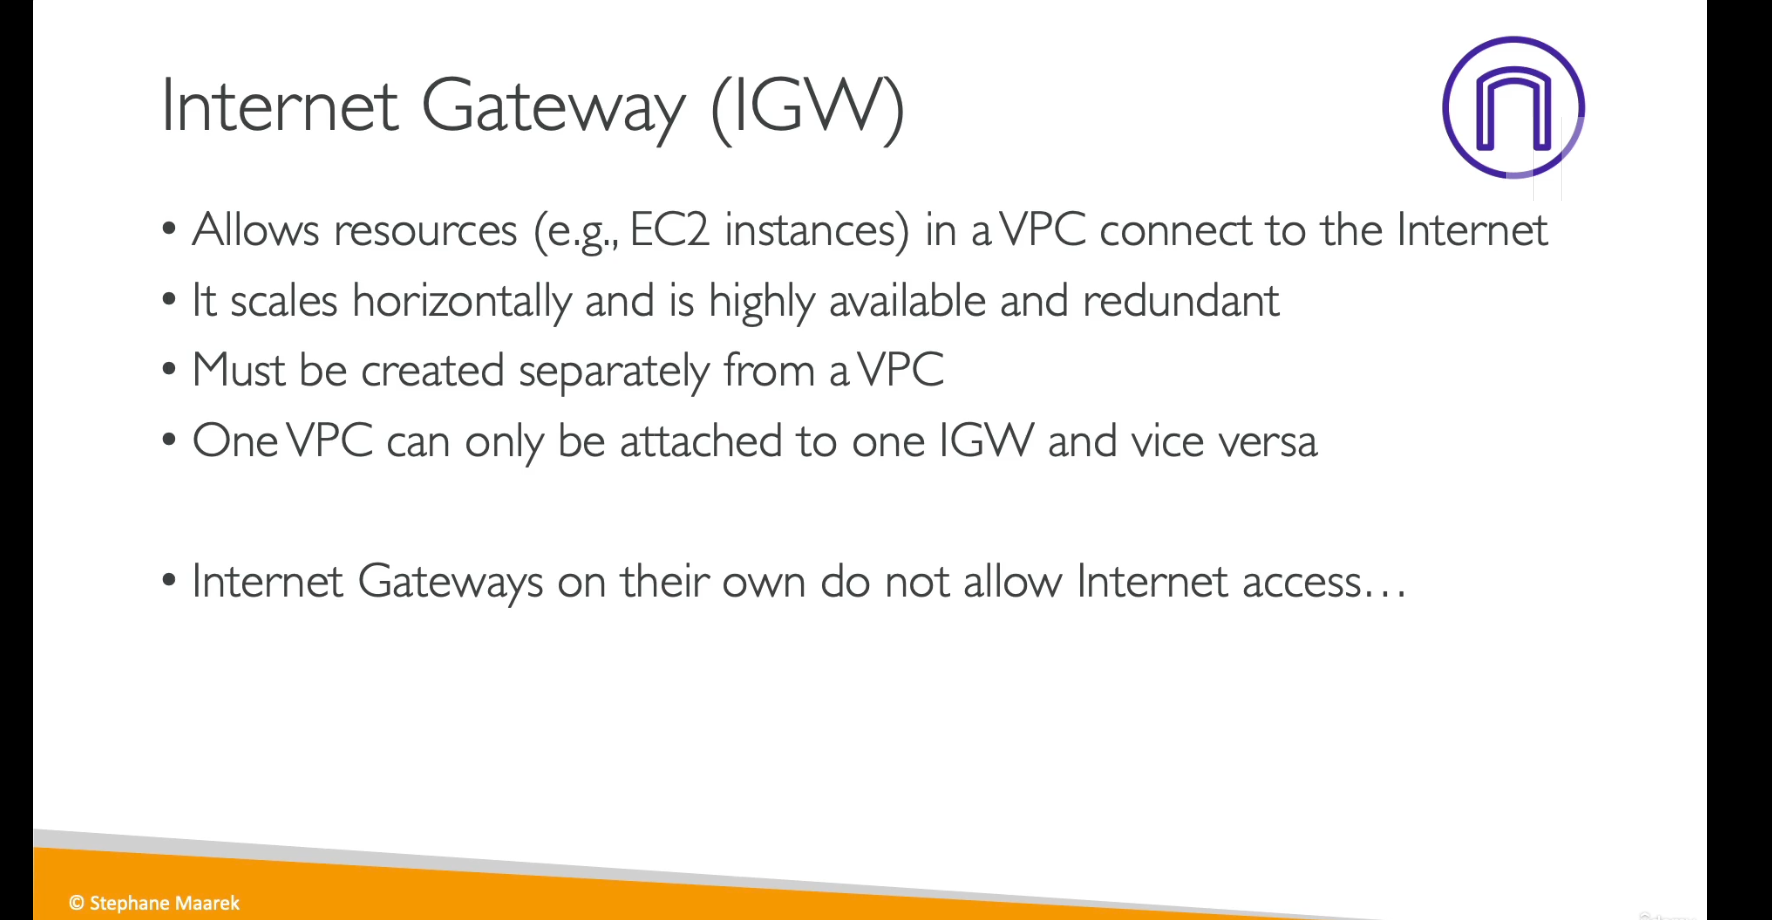 Internet Gateway (IGW)
• Allows resources (e.g., EC2 instances) in a VPC connect to the Internet
• It scales horizontally and is highly available and redundant
• Must be created separately from a VPC
• One VPC can only be attached to one IGW and vice versa
• Internet Gateways on their own do not allow Internet access…
© Stephane Maarek